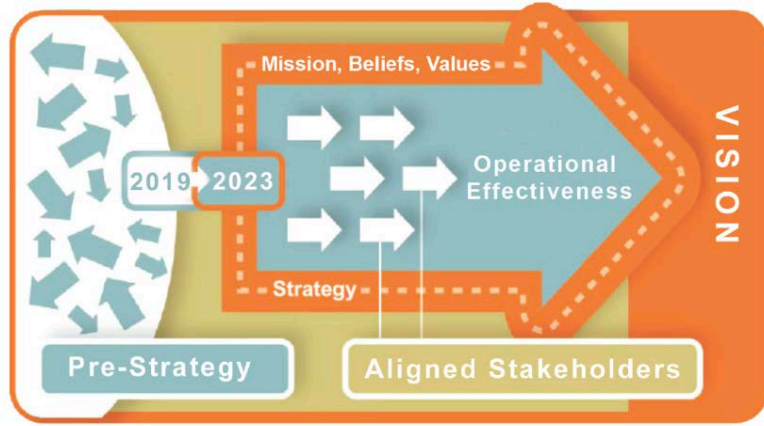 Mission, Beliefs, Values
VISION
2019
2023
Operational
Effectiveness
Strategy
Pre-Strategy
Aligned Stakeholders